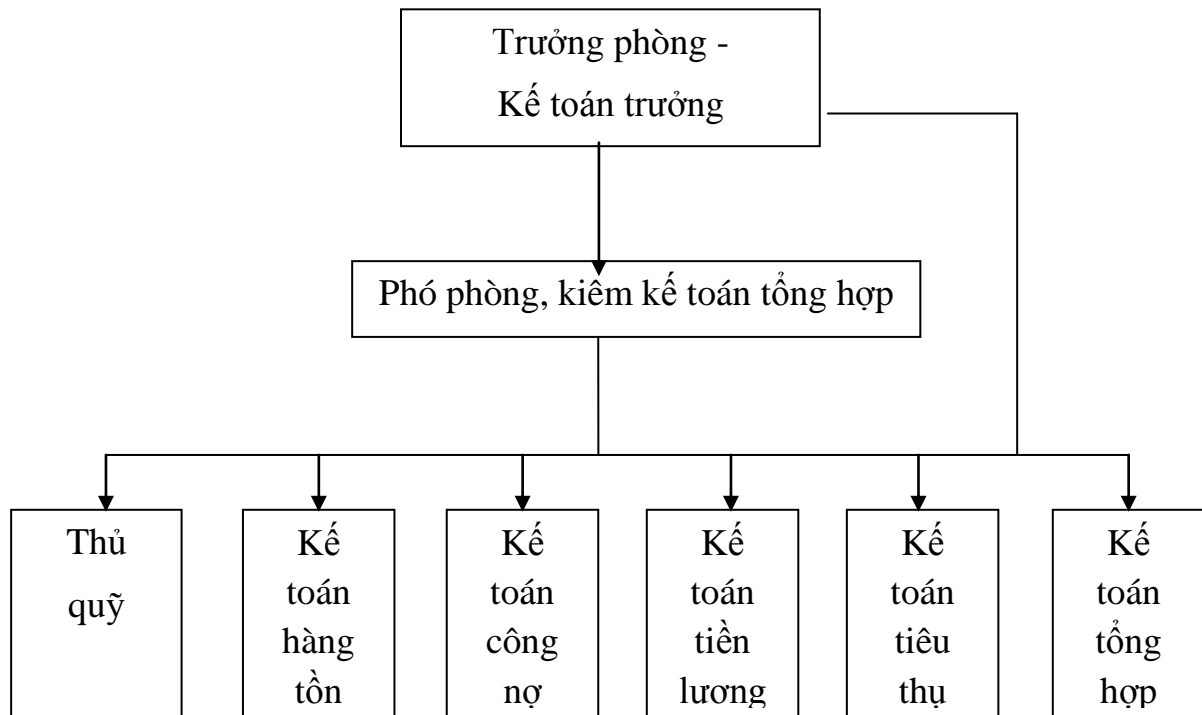 Trưởng phòng -
Kế toán trưởng
Phó phòng, kiêm kế toán tổng hợp
Thủ
quỹ
Kế
toán
hàng
tồn
Kế
toán
công
nợ
Kế
toán
tiền
lương
Kế
toán
tiêu
thụ
Kế
toán
tổng
hợp